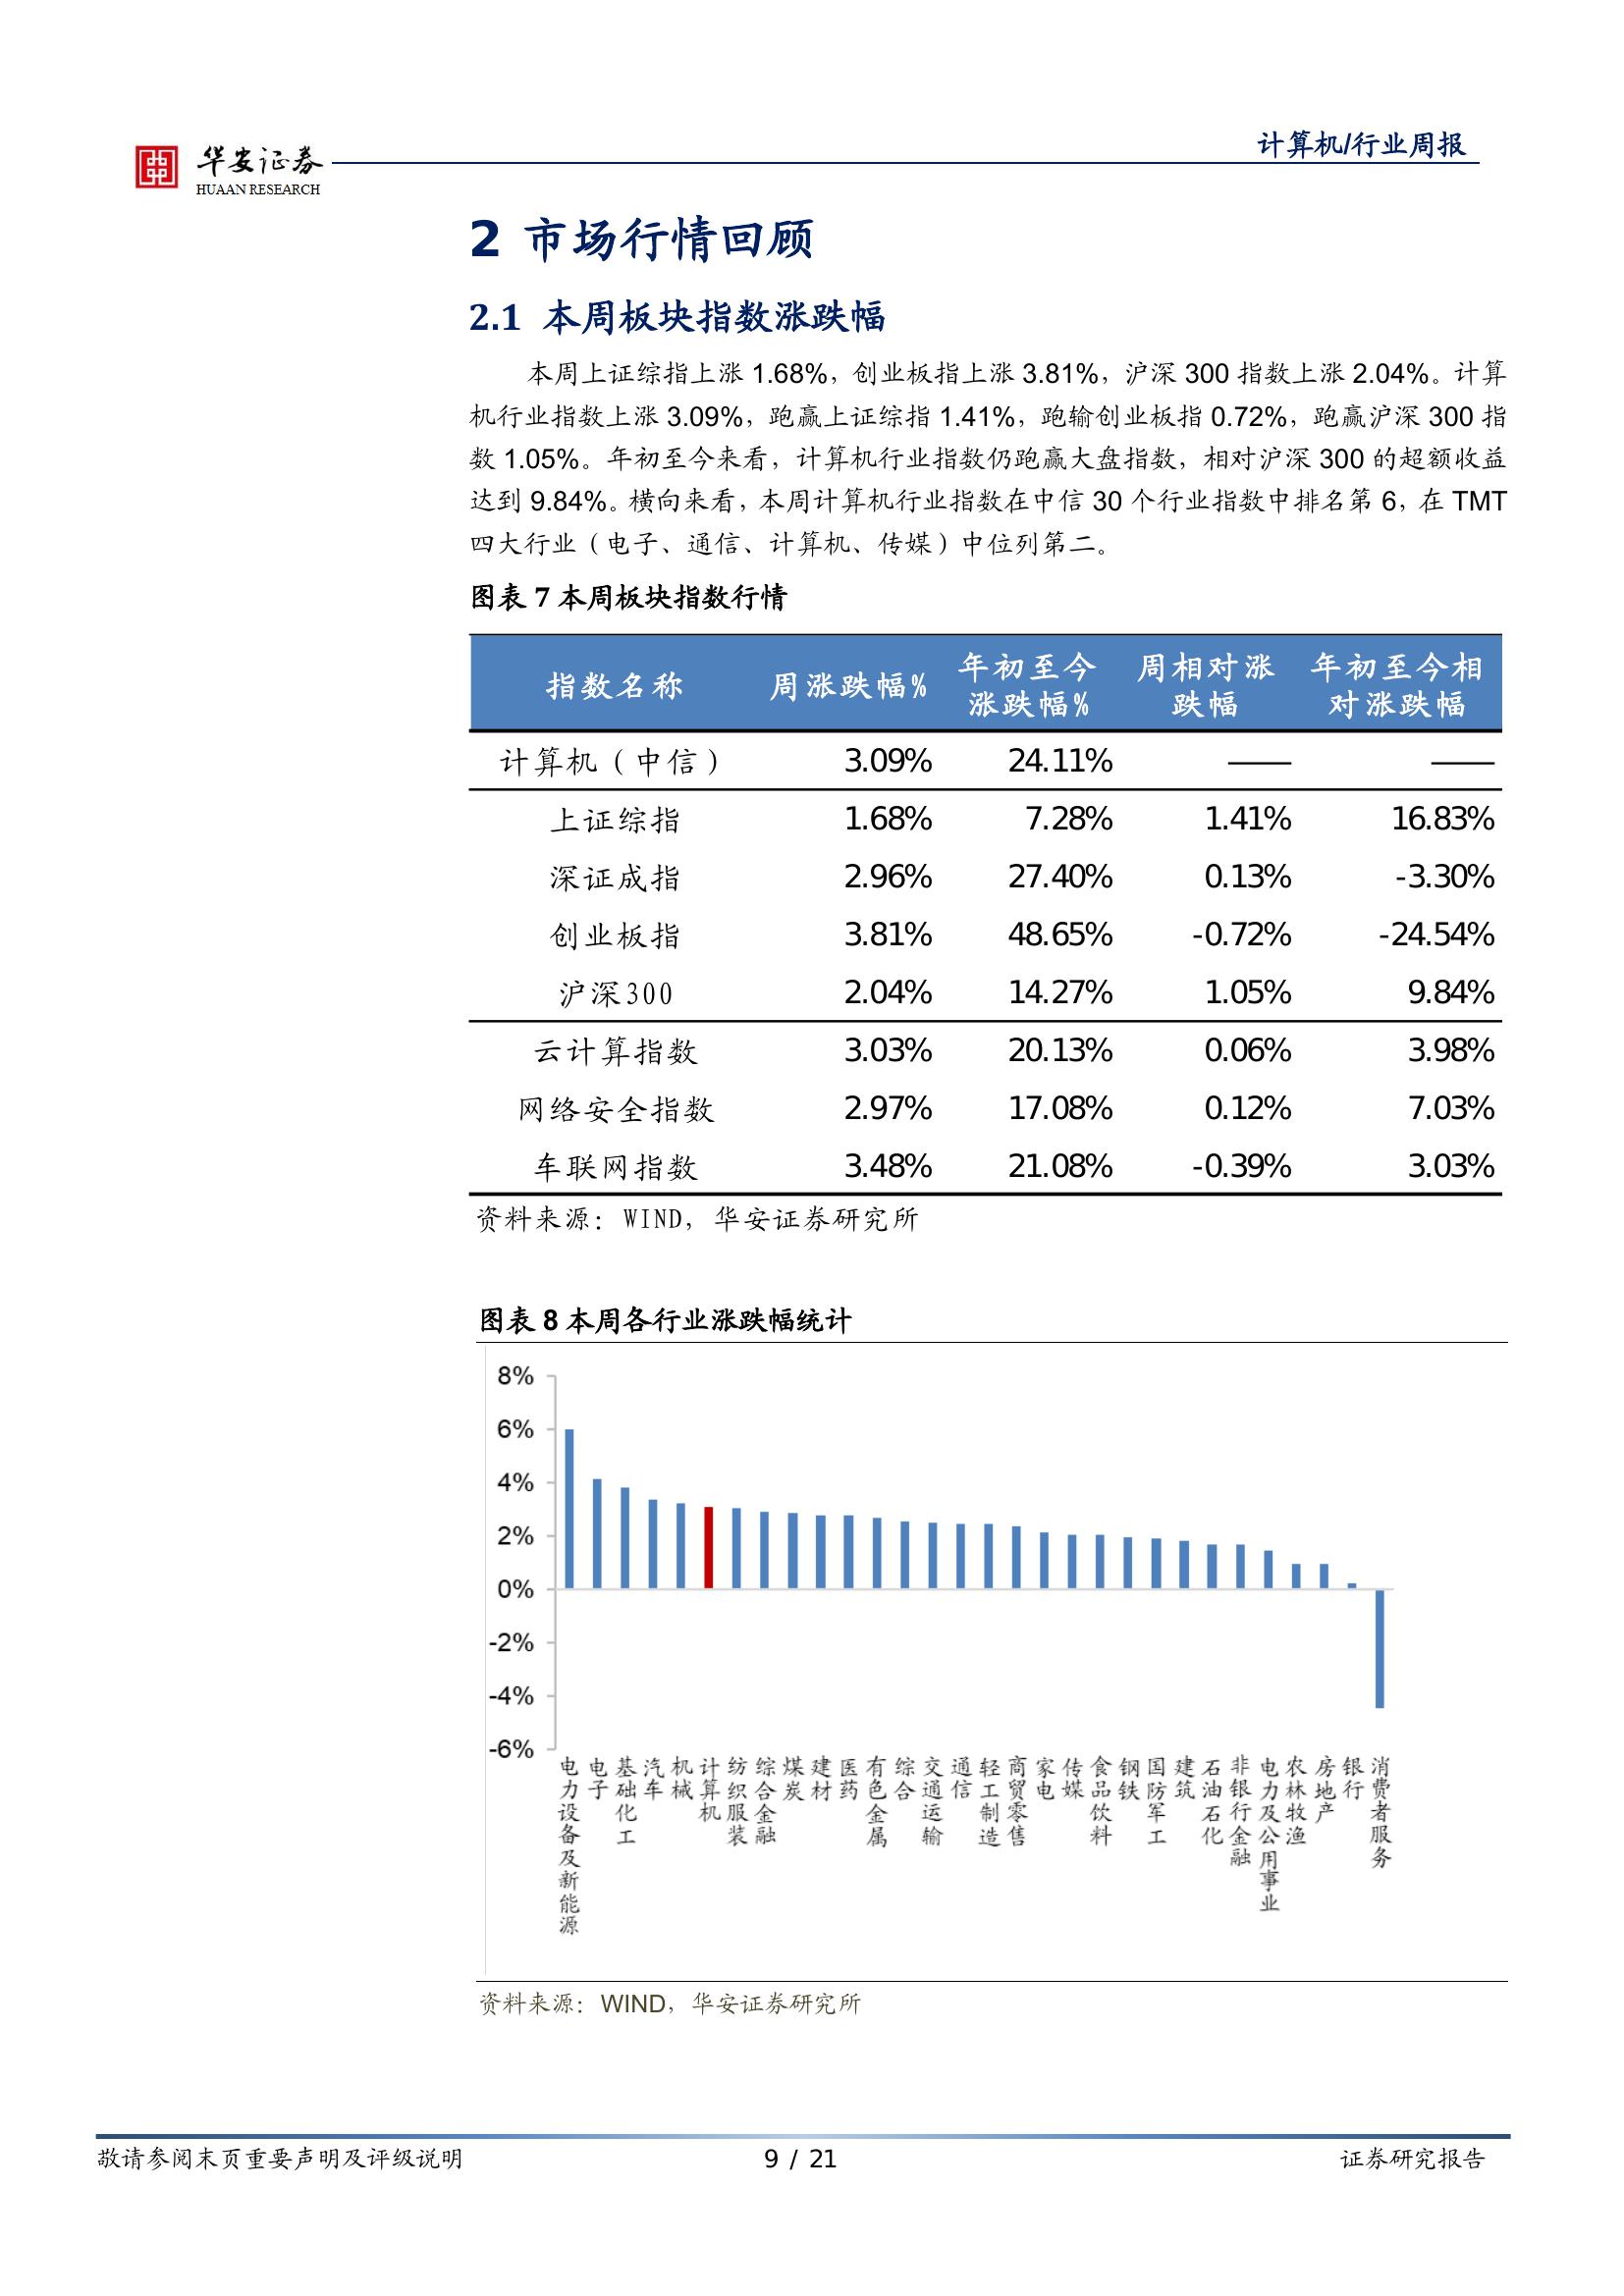 华安证券
HUAAN RESEARCH
计算机/行业周报
2 市场行情回顾
2.1 本周板块指数涨跌幅
本周上证综指上涨 1.68%，创业板指上涨 3.81%，沪深 300 指数上涨 2.04%。计算
机行业指数上涨 3.09%，跑赢上证综指 1.41%，跑输创业板指 0.72%，跑赢沪深 300 指
数 1.05%。年初至今来看，计算机行业指数仍跑赢大盘指数，相对沪深 300 的超额收益
达到 9.84%。横向来看，本周计算机行业指数在中信 30 个行业指数中排名第 6，在 TMT
四大行业（电子、通信、计算机、传媒）中位列第二。
图表 7 本周板块指数行情
指数名称 周涨跌幅% 年初至今涨跌幅% 周相对涨跌幅 年初至今相对涨跌幅
计算机（中信） 3.09% 24.11% —— ——
上证综指 1.68% 7.28% 1.41% 16.83%
深证成指 2.96% 27.40% 0.13% -3.30%
创业板指 3.81% 48.65% -0.72% -24.54%
沪深300 2.04% 14.27% 1.05% 9.84%
云计算指数 3.03% 20.13% 0.06% 3.98%
网络安全指数 2.97% 17.08% 0.12% 7.03%
车联网指数 3.48% 21.08% -0.39% 3.03%
资料来源：WIND，华安证券研究所
图表 8 本周各行业涨跌幅统计
8%
6%
4%
2%
0%
-2%
-4%
-6%
电力设备及新能源
电子
基础化工
汽车
机械
计算机
纺织服装
综合金融
煤炭
建材
医药
有色金属
综合
交通运输
通信
轻工制造
商贸零售
家电
传媒
食品饮料
钢铁
国防军工
建筑
石油石化
非银行金融
电力及公用事业
农林牧渔
房地产
银行
消费者服务
资料来源：WIND，华安证券研究所
敬请参阅末页重要声明及评级说明 9 / 21 证券研究报告